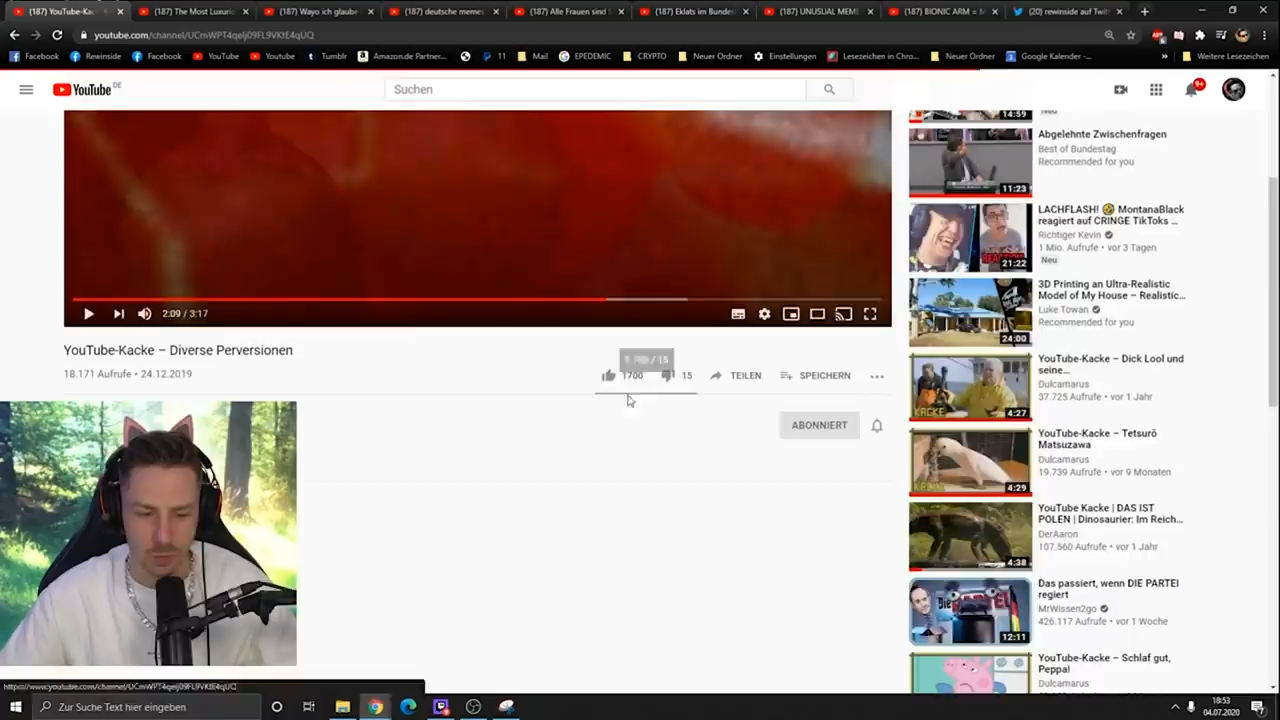 (187) YouTube-Ka
(187) The Most Luxuri
(187) Wayo ich glaube
(187) deutsche memes
(187) Alle Frauen sind
(187) Eklats im Bundes
(187) UNUSUAL MEM
(187) BIONIC ARM = M
(20) rewinside auf Twi
youtube.com/channel/UCmWPT4qelj09FL9VKtE4qUQ
Facebook
Rewinside
Facebook
YouTube
Youtube
Tumblr
Amazon.de-Partner...
11
Mail
EPEDEMIC
CRYPTO
Neuer Ordner
Einstellungen
Lesezeichen in Chro...
Neuer Ordner
Google Kalender -...
Weitere Lesezeichen
YouTube DE
Suchen
9+
14:59
Neu
Abgelehnte Zwischenfragen
Best of Bundestag
Recommended for you
11:23
LACHFLASH! 🤣 MontanaBlack
reagiert auf CRINGE TikToks ...
Richtiger Kevin
1 Mio. Aufrufe • vor 3 Tagen
Neu
21:22
3D Printing an Ultra-Realistic
Model of My House – Realistic...
Luke Towan
Recommended for you
24:00
2:09 / 3:17
YouTube-Kacke – Diverse Perversionen
18.171 Aufrufe • 24.12.2019
/ 15
1700
15
TEILEN
SPEICHERN
ABONNIERT
YouTube-Kacke – Dick Lool und
seine...
Dulcamarus
37.725 Aufrufe • vor 1 Jahr
KACKE
4:27
YouTube-Kacke – Tetsurō
Matsuzawa
Dulcamarus
19.739 Aufrufe • vor 9 Monaten
4:29
YouTube Kacke | DAS IST
POLEN | Dinosaurier: Im Reich...
DerAaron
107.560 Aufrufe • vor 1 Jahr
4:38
Das passiert, wenn DIE PARTEI
regiert
MrWissen2go
426.117 Aufrufe • vor 1 Woche
12:11
YouTube-Kacke – Schlaf gut,
Peppa!
Dulcamarus
https://www.youtube.com/channel/UCmWPT4qelj09FL9VKtE4qUQ
Zur Suche Text hier eingeben
18:53
04.07.2020